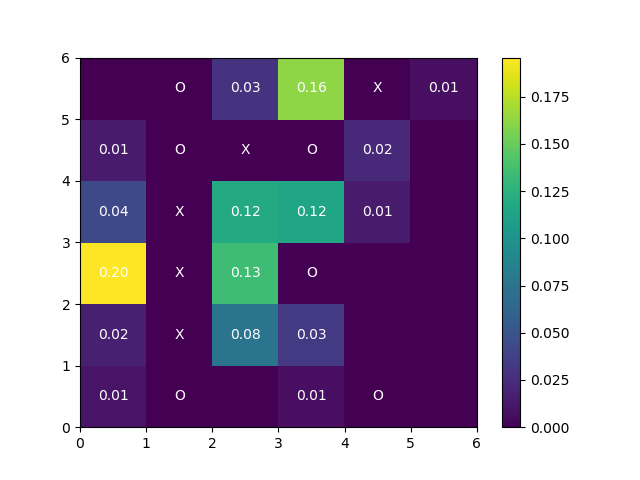 6 O 0.03 0.16 X 0.01
5 0.01 O X O 0.02
4 0.04 X 0.12 0.12 0.01
3 0.20 X 0.13 O
2 0.02 X 0.08 0.03
1 0.01 O 0.01 O
0
0 1 2 3 4 5 6
0.175
0.150
0.125
0.100
0.075
0.050
0.025
0.000